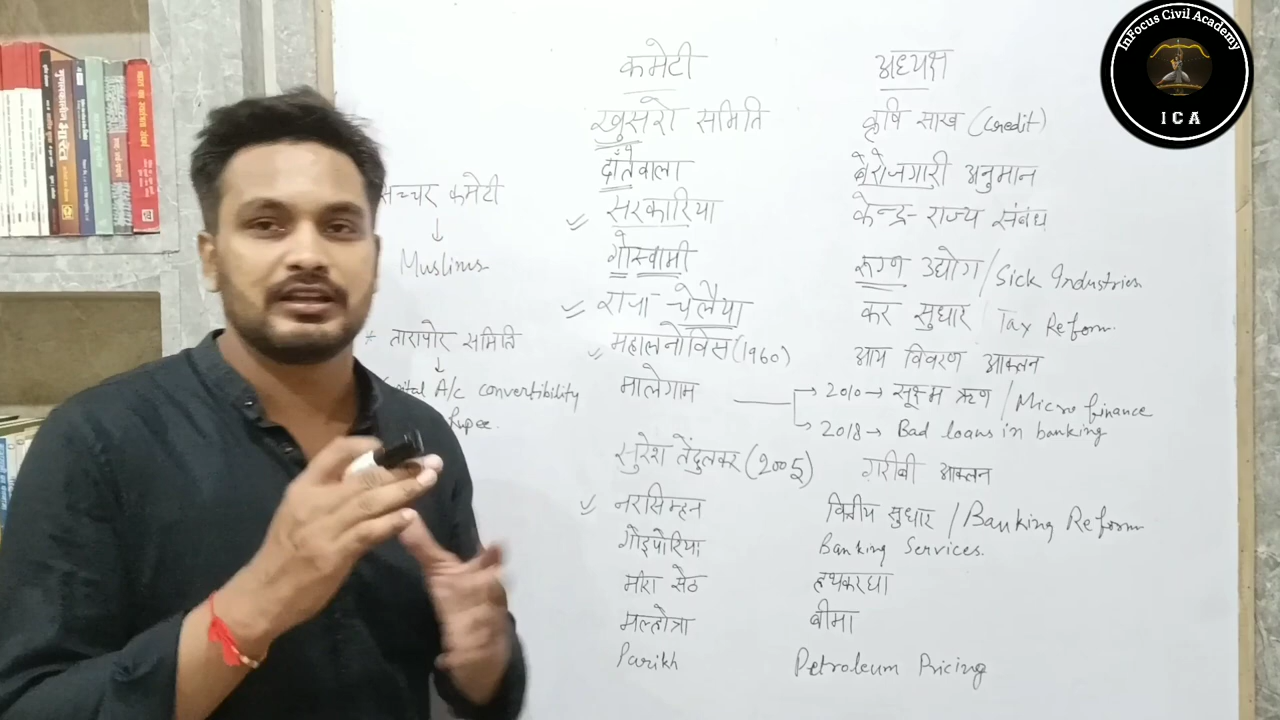 InFocus Civil Academy
ICA
कमेटी अध्यक्ष
खुसरो समिति कृषि साख (Credit)
दाँतेवाला बेरोजगारी अनुमान
सरकारिया केन्द्र-राज्य संबंध
गोस्वामी रूग्ण उद्योग/Sick Industries
राजा चेलैया कर सुधार / Tax Reform.
महालनोविस (1960) आय विवरण आकलन
मालेगाम 2010→ सूक्ष्म ऋण / Micro finance
2018→ Bad loans in banking
सुरेश तेंदुलकर (2005) गरीबी आकलन
नरसिम्हन वित्तीय सुधार / Banking Reform
गोइपोरिया Banking Services.
मीरा सेठ हथकरघा
मल्होत्रा बीमा
Parikh Petroleum Pricing
सच्चर कमेटी
↓
Muslims
* तारापोर समिति
↓
A/c convertibility
Rupee.